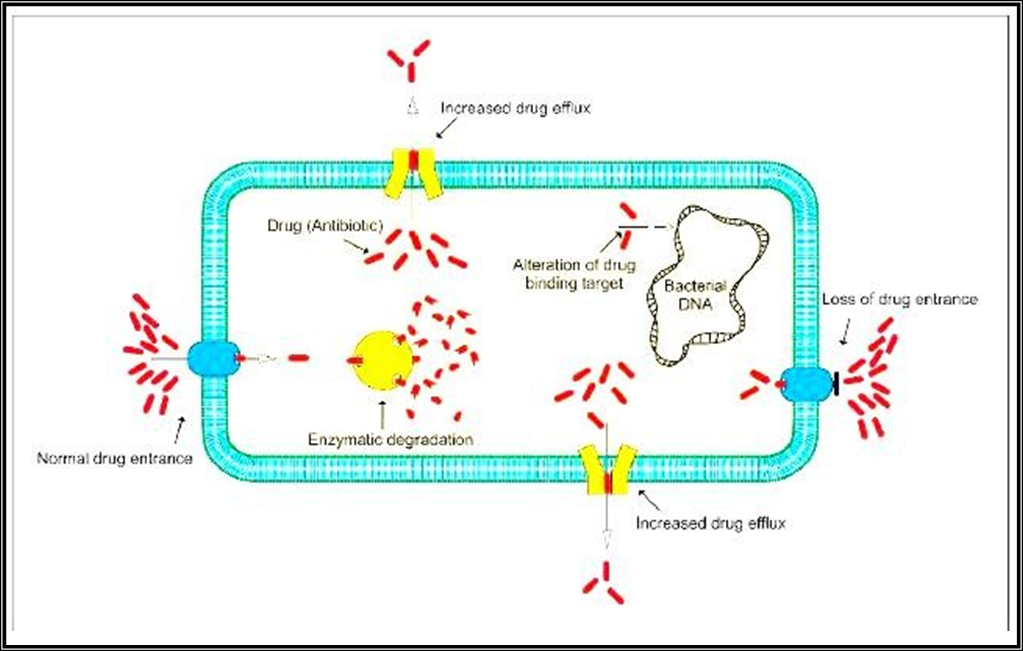 Increased drug efflux
Drug (Antibiotic)
Alteration of drug
binding target
Bacterial
DNA
Loss of drug entrance
Enzymatic degradation
Normal drug entrance
Increased drug efflux